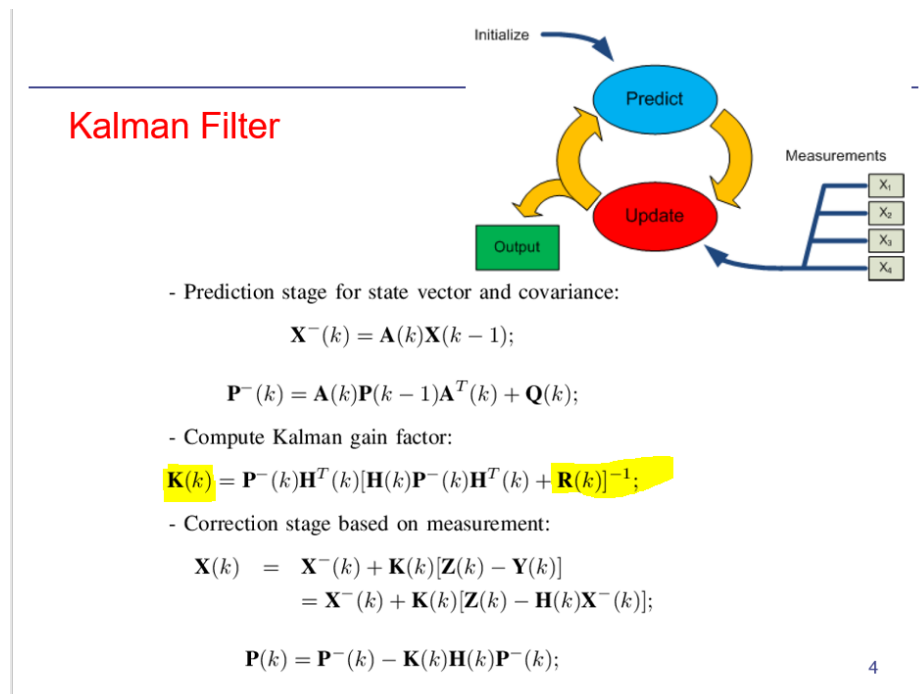 Initialize
Predict
Kalman Filter
Measurements
X₁
X₂
Update
X₃
Output
X₄
- Prediction stage for state vector and covariance:
X⁻(k) = A(k)X(k − 1);
P⁻(k) = A(k)P(k − 1)Aᵀ(k) + Q(k);
- Compute Kalman gain factor:
K(k) = P⁻(k)Hᵀ(k)[H(k)P⁻(k)Hᵀ(k) + R(k)]⁻¹;
- Correction stage based on measurement:
X(k) = X⁻(k) + K(k)[Z(k) − Y(k)]
= X⁻(k) + K(k)[Z(k) − H(k)X⁻(k)];
P(k) = P⁻(k) − K(k)H(k)P⁻(k);
4